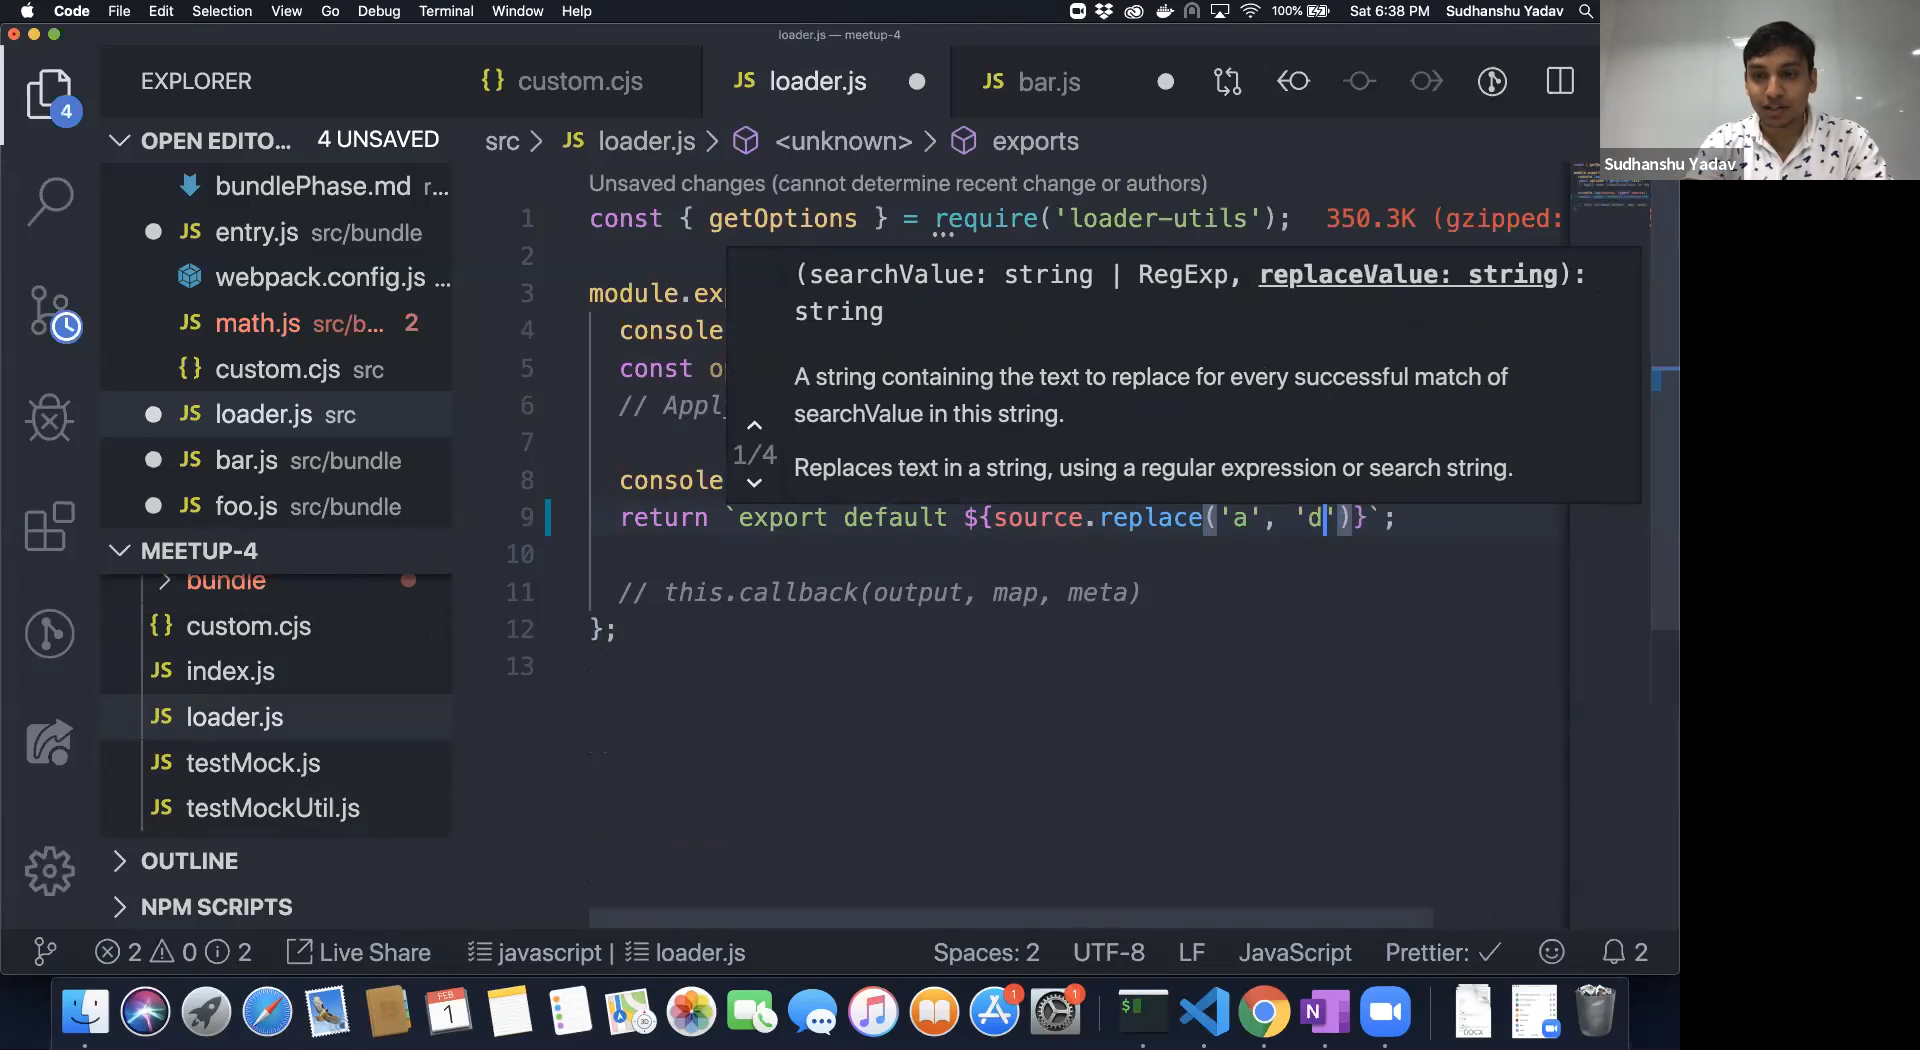 Code File Edit Selection View Go Debug Terminal Window Help 100% Sat 6:38 PM Sudhanshu Yadav
loader.js — meetup-4
EXPLORER
custom.cjs
JS loader.js
JS bar.js
4
OPEN EDITO... 4 UNSAVED
src > JS loader.js > <unknown> > exports
Sudhanshu Yadav
bundlePhase.md r...
JS entry.js src/bundle
webpack.config.js ...
JS math.js src/b... 2
{} custom.cjs src
JS loader.js src
JS bar.js src/bundle
JS foo.js src/bundle
MEETUP-4
bundle
{} custom.cjs
JS index.js
JS loader.js
JS testMock.js
JS testMockUtil.js
OUTLINE
NPM SCRIPTS
Unsaved changes (cannot determine recent change or authors)
1 const { getOptions } = require('loader-utils'); 350.3K (gzipped:
2
3 module.ex
4 console
5 const o
6 // Appl
7
8 console
(searchValue: string | RegExp, replaceValue: string):
string
A string containing the text to replace for every successful match of
searchValue in this string.
1/4
Replaces text in a string, using a regular expression or search string.
9 return `export default ${source.replace('a', 'd')}`;
10
11 // this.callback(output, map, meta)
12 };
13
2 0 2 Live Share javascript | loader.js Spaces: 2 UTF-8 LF JavaScript Prettier: ✓ 2
FEB
1
3D
1
1
$
N
DOCX